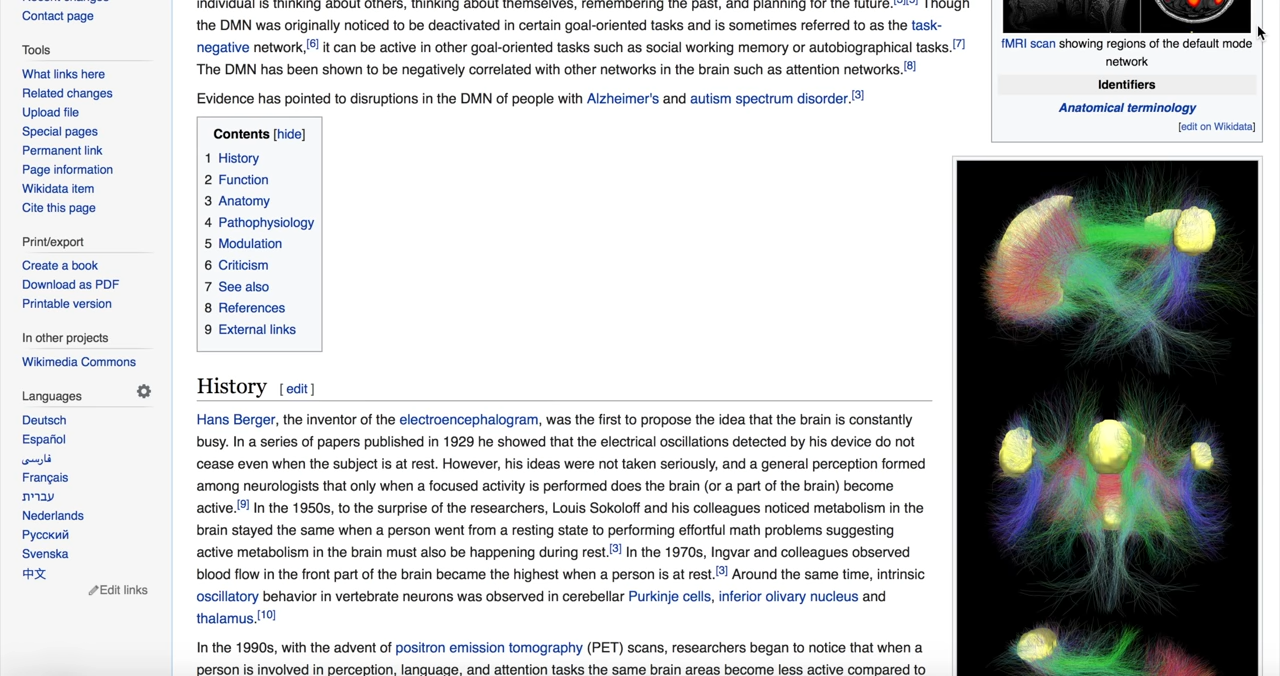 Contact page
Tools
What links here
Related changes
Upload file
Special pages
Permanent link
Page information
Wikidata item
Cite this page
Print/export
Create a book
Download as PDF
Printable version
In other projects
Wikimedia Commons
Languages
Deutsch
Español
فارسی
Français
עברית
Nederlands
Русский
Svenska
中文
Edit links
individual is thinking about others, thinking about themselves, remembering the past, and planning for the future. Though
the DMN was originally noticed to be deactivated in certain goal-oriented tasks and is sometimes referred to as the task-
negative network,[6] it can be active in other goal-oriented tasks such as social working memory or autobiographical tasks.[7]
The DMN has been shown to be negatively correlated with other networks in the brain such as attention networks.[8]
Evidence has pointed to disruptions in the DMN of people with Alzheimer's and autism spectrum disorder.[3]
Contents [hide]
1 History
2 Function
3 Anatomy
4 Pathophysiology
5 Modulation
6 Criticism
7 See also
8 References
9 External links
History [ edit ]
Hans Berger, the inventor of the electroencephalogram, was the first to propose the idea that the brain is constantly
busy. In a series of papers published in 1929 he showed that the electrical oscillations detected by his device do not
cease even when the subject is at rest. However, his ideas were not taken seriously, and a general perception formed
among neurologists that only when a focused activity is performed does the brain (or a part of the brain) become
active.[9] In the 1950s, to the surprise of the researchers, Louis Sokoloff and his colleagues noticed metabolism in the
brain stayed the same when a person went from a resting state to performing effortful math problems suggesting
active metabolism in the brain must also be happening during rest.[3] In the 1970s, Ingvar and colleagues observed
blood flow in the front part of the brain became the highest when a person is at rest.[3] Around the same time, intrinsic
oscillatory behavior in vertebrate neurons was observed in cerebellar Purkinje cells, inferior olivary nucleus and
thalamus.[10]
In the 1990s, with the advent of positron emission tomography (PET) scans, researchers began to notice that when a
person is involved in perception, language, and attention tasks the same brain areas become less active compared to
fMRI scan showing regions of the default mode
network
Identifiers
Anatomical terminology
[edit on Wikidata]